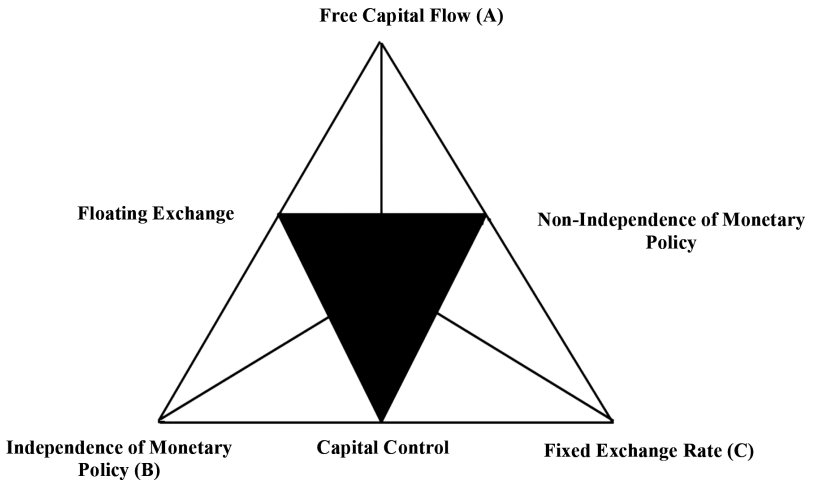 Free Capital Flow (A)
Floating Exchange
Non-Independence of Monetary
Policy
Independence of Monetary
Policy (B)
Capital Control
Fixed Exchange Rate (C)